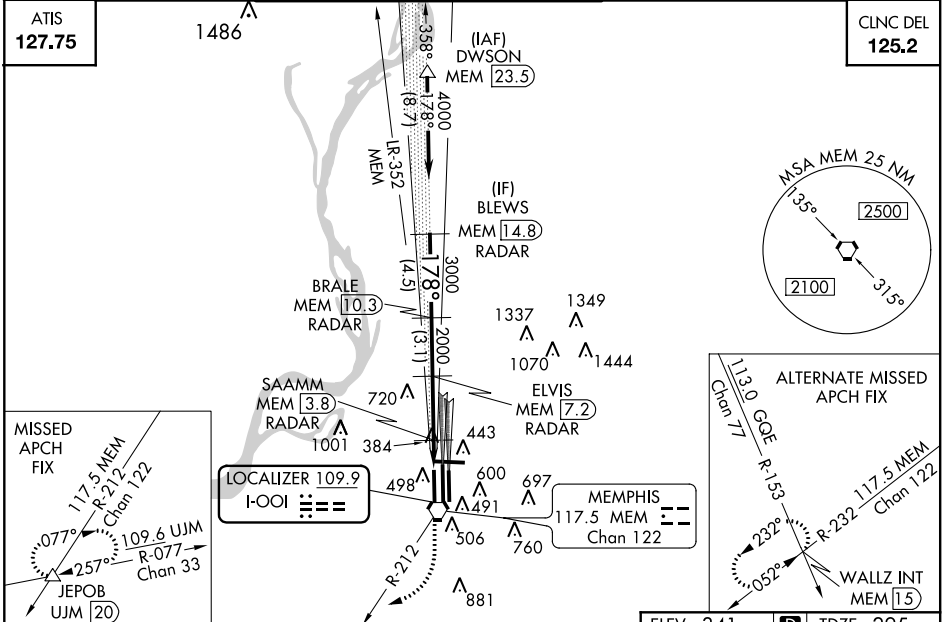 ATIS
127.75
1486
CLNC DEL
125.2
358°
(IAF)
DWSON
MEM 23.5
178°
4000
(8.7)
LR-352
MEM
(IF)
BLEWS
MEM 14.8
RADAR
178°
3000
(4.5)
MSA MEM 25 NM
135°
2500
2100
315°
BRALE
MEM 10.3
RADAR
2000
(3.1)
1337
1349
1070
1444
SAAMM
MEM 3.8
RADAR
720
1001
384
ELVIS
MEM 7.2
RADAR
443
LOCALIZER 109.9
I-OOI
498
600
491
697
506
760
881
R-212
MEMPHIS
117.5 MEM
Chan 122
MISSED
APCH
FIX
117.5 MEM
R-212
Chan 122
077°
109.6 UJM
R-077
Chan 33
257°
JEPOB
UJM 20
ALTERNATE MISSED
APCH FIX
113.0 GQE
Chan 77
R-153
117.5 MEM
Chan 122
R-232
232°
052°
WALLZ INT
MEM 15
ELEV 341
D
TDZE 295